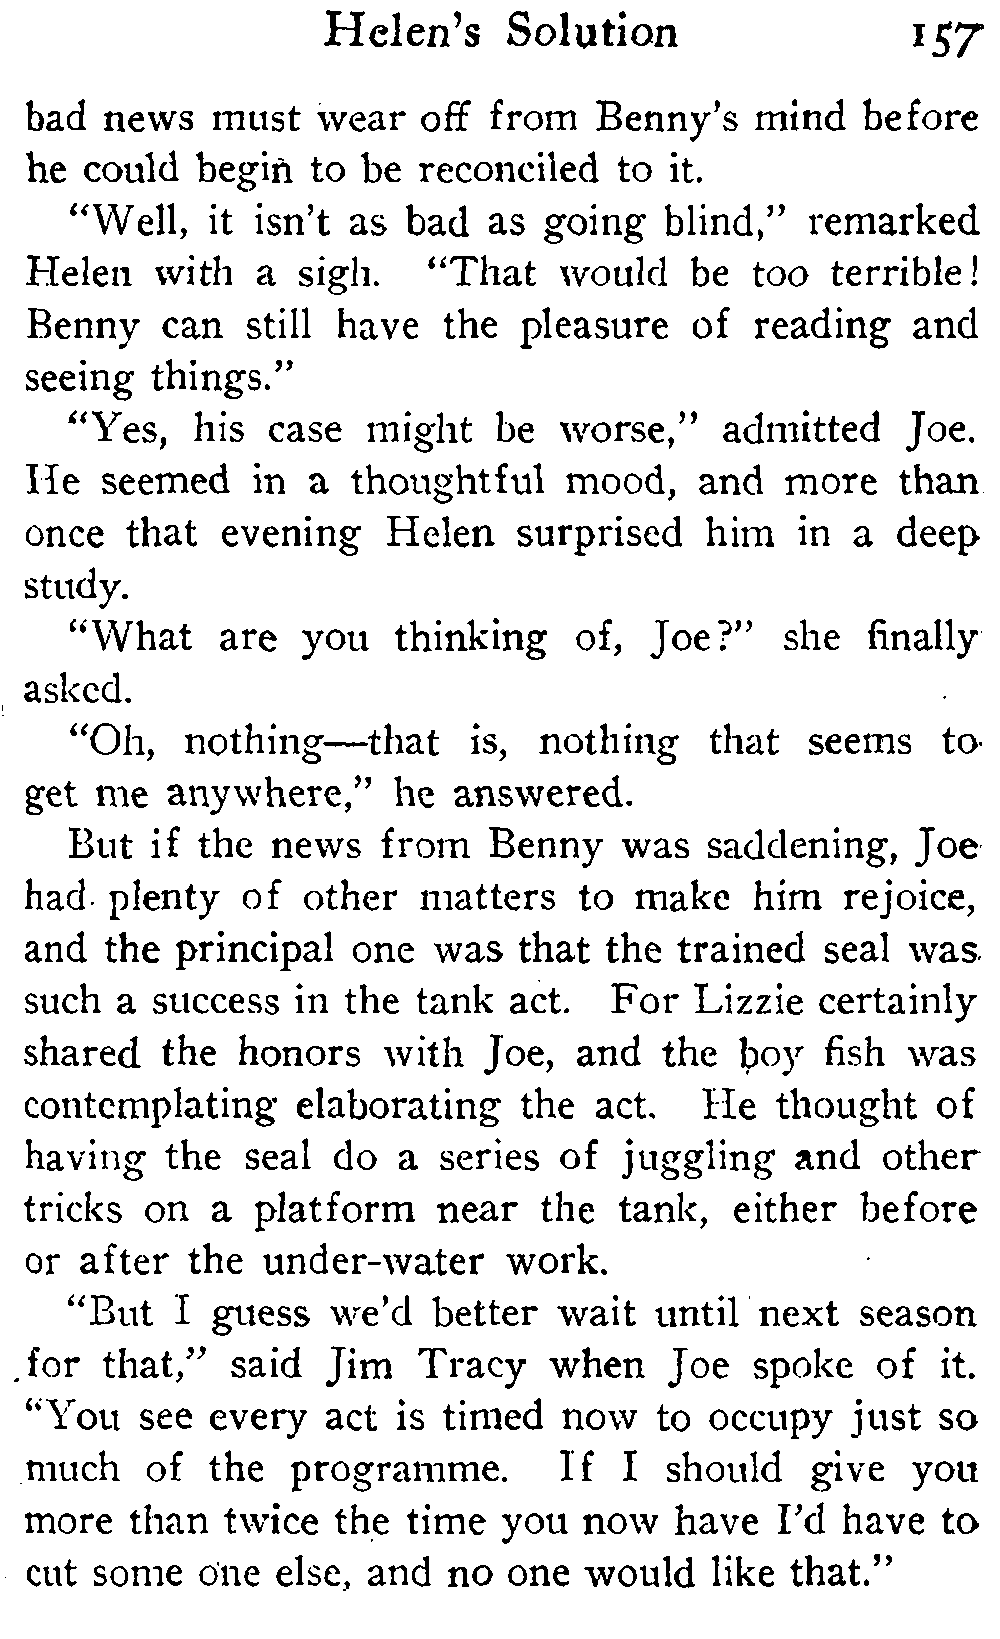 Helen's Solution 157
bad news must wear off from Benny's mind before
he could begin to be reconciled to it.
"Well, it isn't as bad as going blind," remarked
Helen with a sigh. "That would be too terrible!
Benny can still have the pleasure of reading and
seeing things."
"Yes, his case might be worse," admitted Joe.
He seemed in a thoughtful mood, and more than
once that evening Helen surprised him in a deep
study.
"What are you thinking of, Joe?" she finally
asked.
"Oh, nothing—that is, nothing that seems to
get me anywhere," he answered.
But if the news from Benny was saddening, Joe
had plenty of other matters to make him rejoice,
and the principal one was that the trained seal was
such a success in the tank act. For Lizzie certainly
shared the honors with Joe, and the boy fish was
contemplating elaborating the act. He thought of
having the seal do a series of juggling and other
tricks on a platform near the tank, either before
or after the under-water work.
"But I guess we'd better wait until next season
for that," said Jim Tracy when Joe spoke of it.
"You see every act is timed now to occupy just so
much of the programme. If I should give you
more than twice the time you now have I'd have to
cut some one else, and no one would like that."